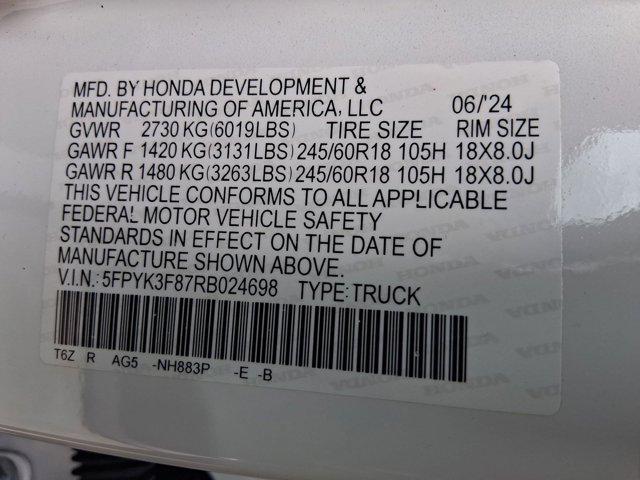 MFD. BY HONDA DEVELOPMENT &
MANUFACTURING OF AMERICA, LLC 06/'24
GVWR 2730 KG(6019LBS) TIRE SIZE RIM SIZE
GAWR F 1420 KG(3131LBS) 245/60R18 105H 18X8.0J
GAWR R 1480 KG(3263LBS) 245/60R18 105H 18X8.0J
THIS VEHICLE CONFORMS TO ALL APPLICABLE
FEDERAL MOTOR VEHICLE SAFETY
STANDARDS IN EFFECT ON THE DATE OF
MANUFACTURE SHOWN ABOVE.
V.I.N.: 5FPYK3F87RB024698 TYPE: TRUCK
T6Z R AG5 -NH883P -E -B